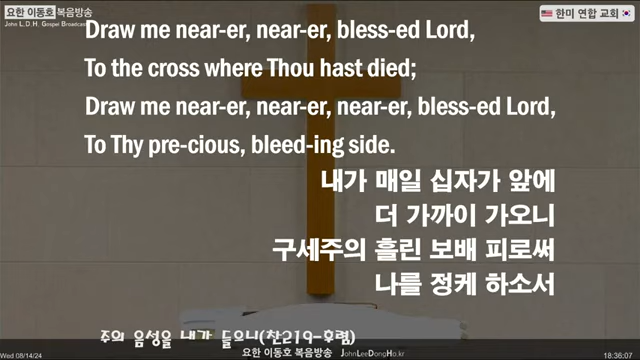 요한 이동호 복음방송
John L.D.H. Gospel Broadcast
한미 연합 교회
Draw me near-er, near-er, bless-ed Lord,
To the cross where Thou hast died;
Draw me near-er, near-er, near-er, bless-ed Lord,
To Thy pre-cious, bleed-ing side.
내가 매일 십자가 앞에
더 가까이 가오니
구세주의 흘린 보배 피로써
나를 정케 하소서
주의 음성을 내가 들으니(찬219-후렴)
Wed 08/14/24
요한 이동호 복음방송 JohnLeeDongHo.kr
18:36:07